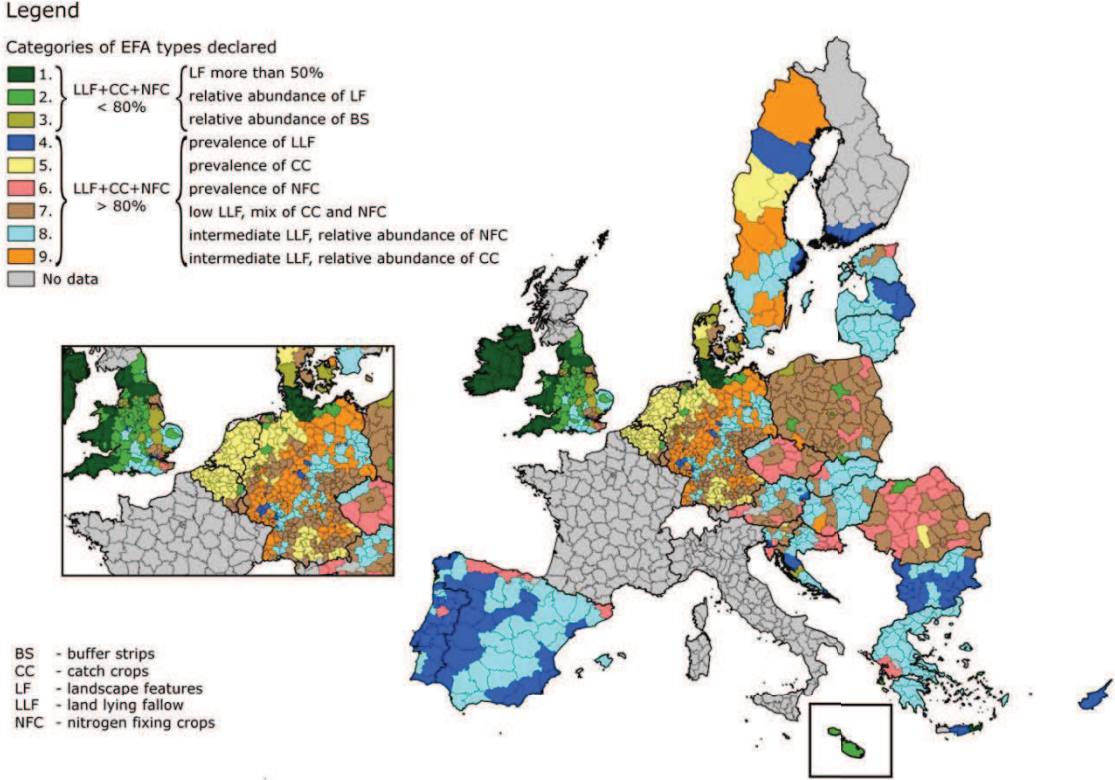 Legend
Categories of EFA types declared
1. LF more than 50%
2. LLF+CC+NFC < 80% relative abundance of LF
3. relative abundance of BS
4. prevalence of LLF
5. prevalence of CC
6. LLF+CC+NFC > 80% prevalence of NFC
7. low LLF, mix of CC and NFC
8. intermediate LLF, relative abundance of NFC
9. intermediate LLF, relative abundance of CC
No data
BS - buffer strips
CC - catch crops
LF - landscape features
LLF - land lying fallow
NFC - nitrogen fixing crops